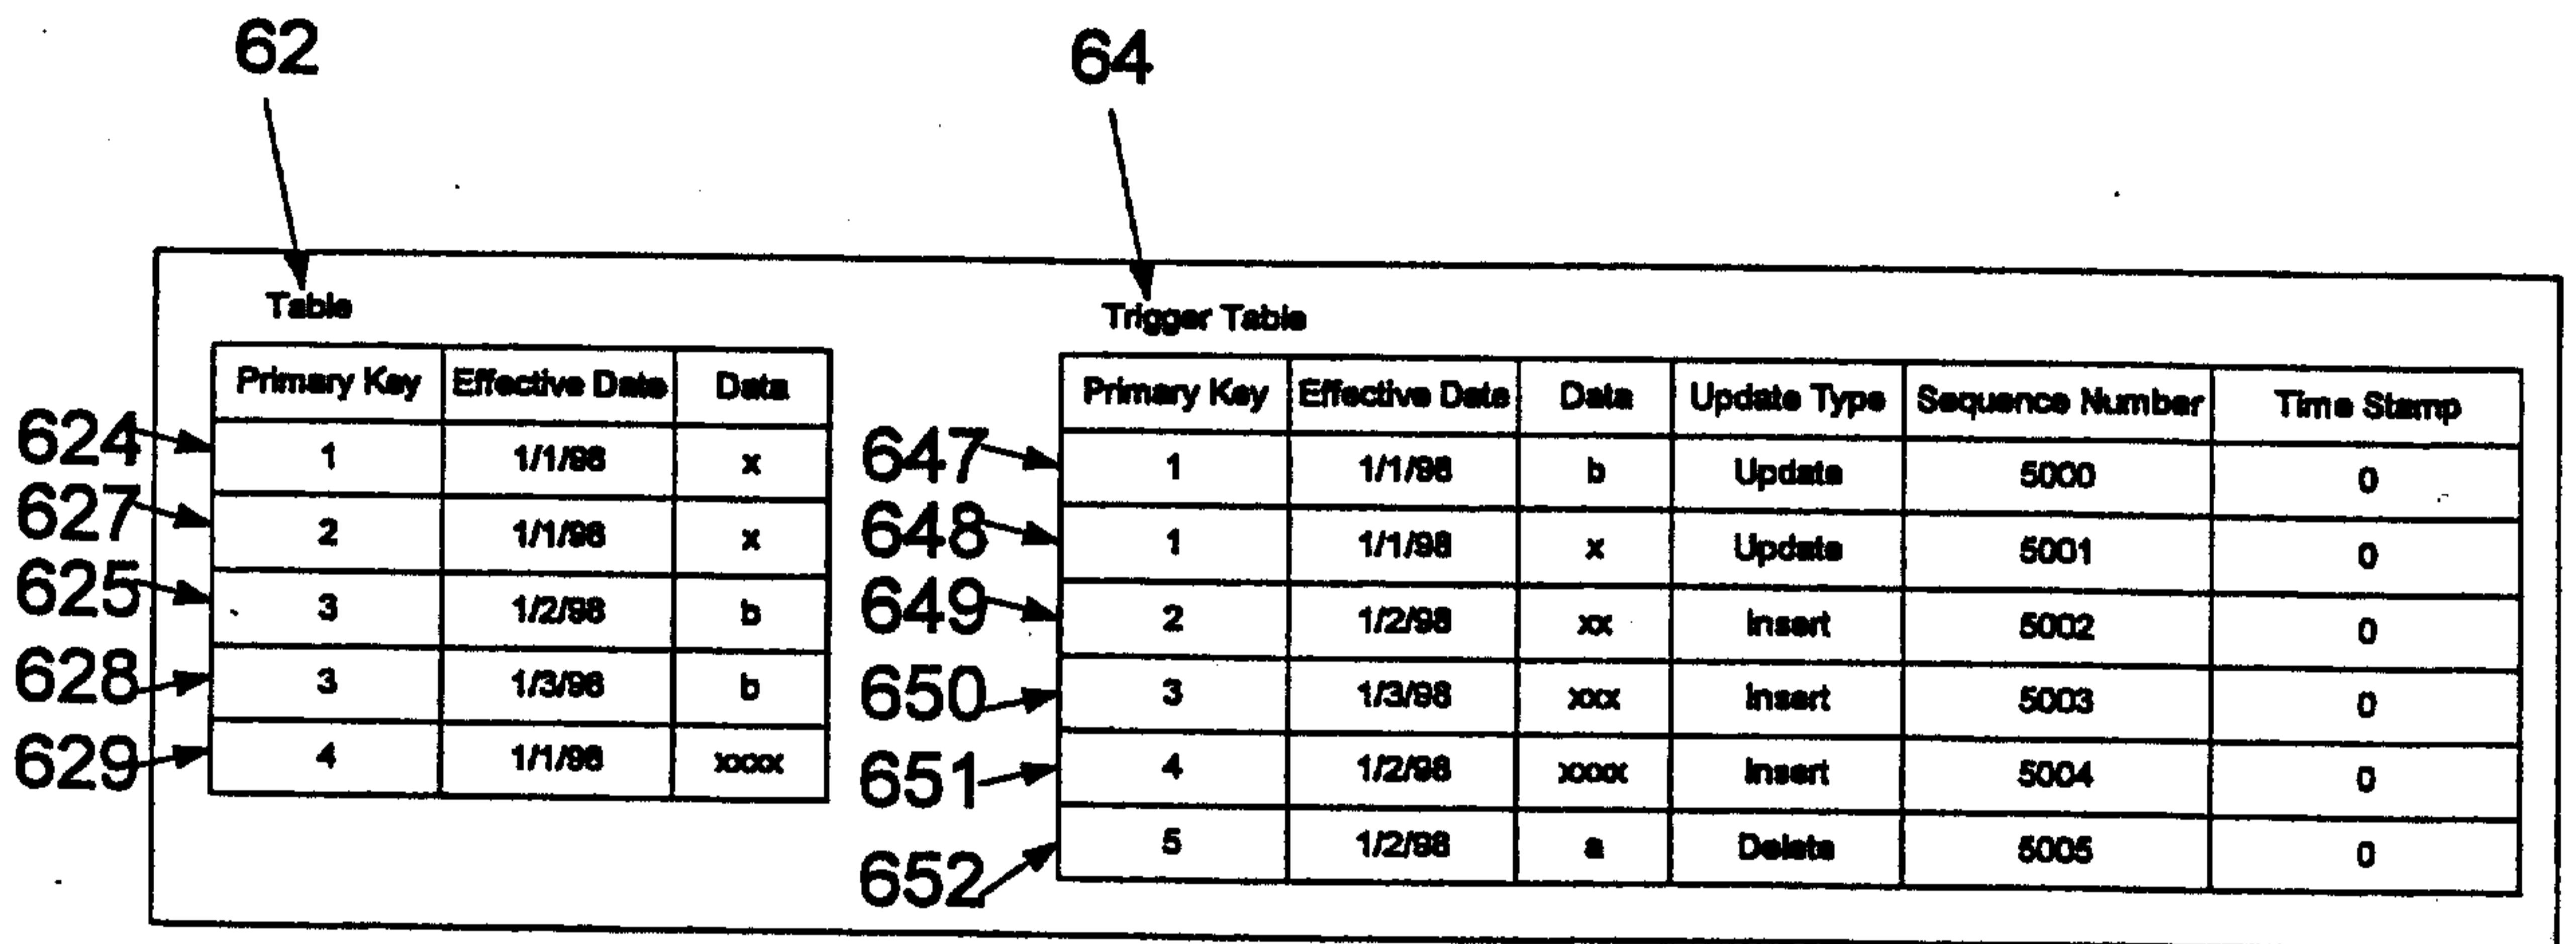 62
64
Table
Trigger Table
Primary Key Effective Date Data
Primary Key Effective Date Data Update Type Sequence Number Time Stamp
624 1 1/1/98 x
647 1 1/1/98 b Update 5000 0
627 2 1/1/98 x
648 1 1/1/98 x Update 5001 0
625 3 1/2/98 b
649 2 1/2/98 xx Insert 5002 0
628 3 1/3/98 b
650 3 1/3/98 xxx Insert 5003 0
629 4 1/1/98 xxxx
651 4 1/2/98 xxxx Insert 5004 0
652 5 1/2/98 a Delete 5005 0